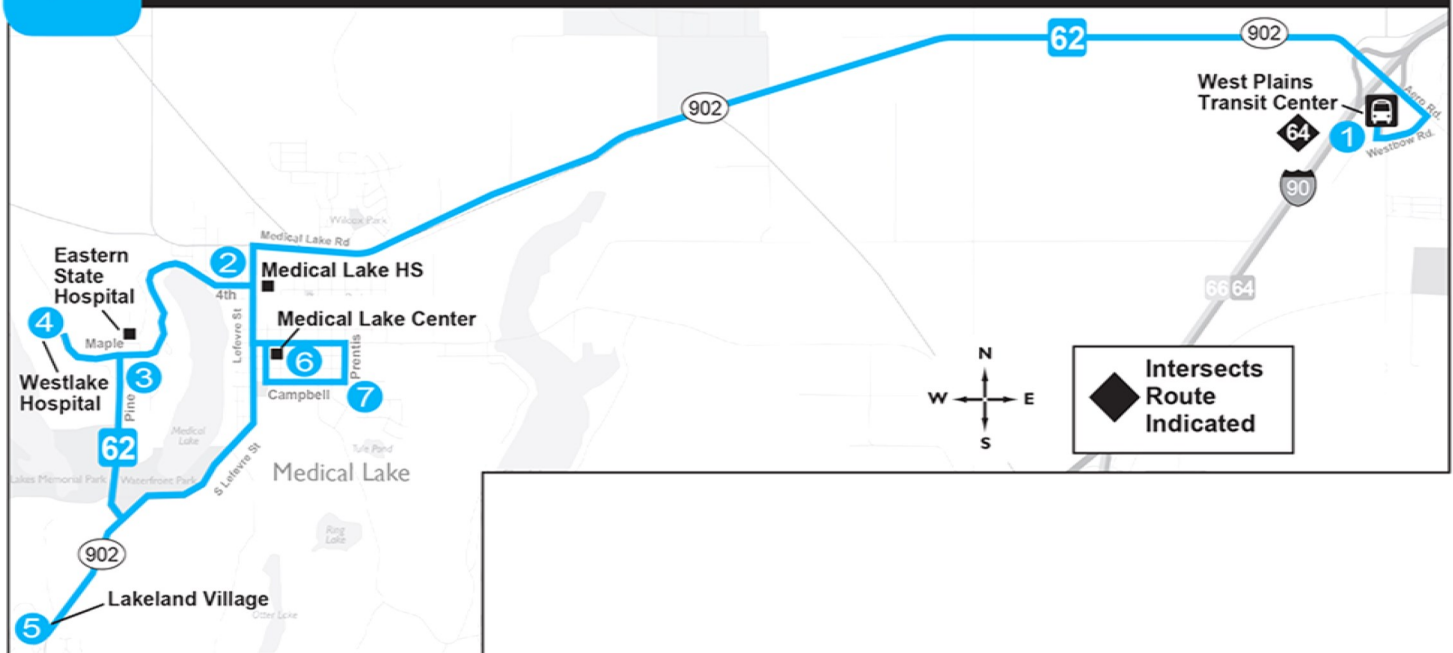 62
902
West Plains
Transit Center
64
1
Aero Rd.
Westbow Rd.
902
90
Wilcox Park
Medical Lake Rd
Eastern
State
Hospital
2
Medical Lake HS
4th
66 64
4
Lefevre St
Medical Lake Center
Maple
6
Prentis
3
Westlake
Hospital
Campbell
7
Pine
N
W E
S
Intersects
Route
Indicated
62
Medical
Lake
Tule Pond
S Lefevre St
Medical Lake
Lakes Memorial Park
Waterfront Park
Ring
Lake
902
Lakeland Village
Otter Lake
5